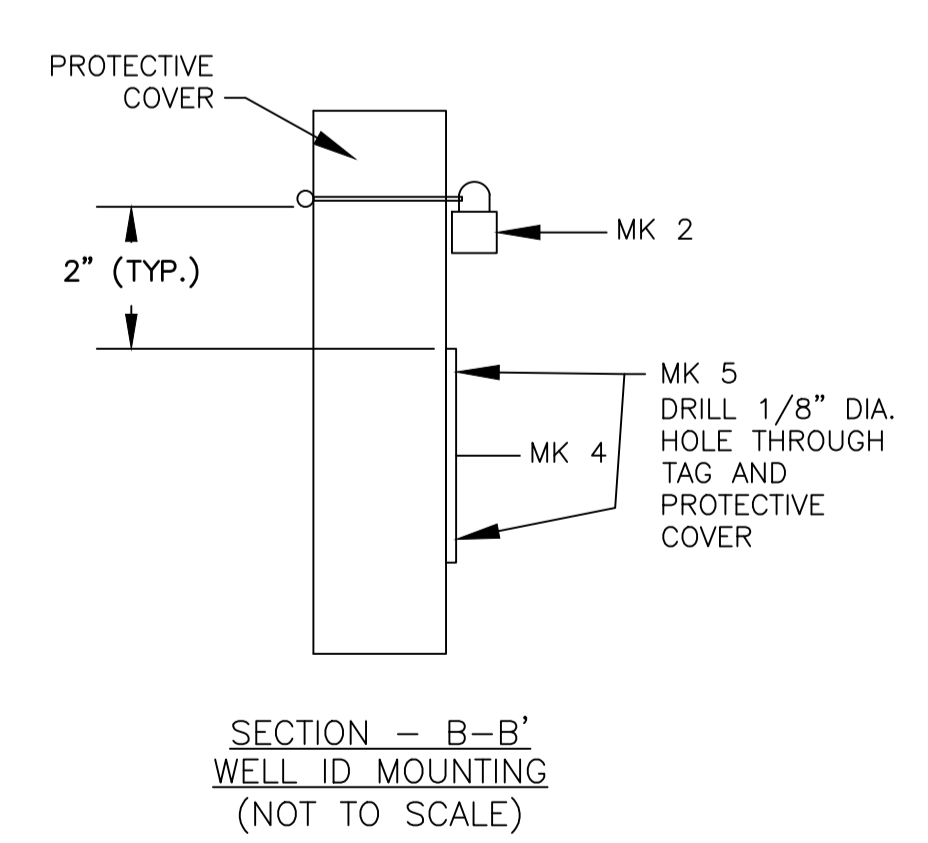 PROTECTIVE
COVER
MK 2
2” (TYP.)
MK 5
DRILL 1/8” DIA.
HOLE THROUGH
TAG AND
PROTECTIVE
COVER
MK 4
SECTION – B–B’
WELL ID MOUNTING
(NOT TO SCALE)